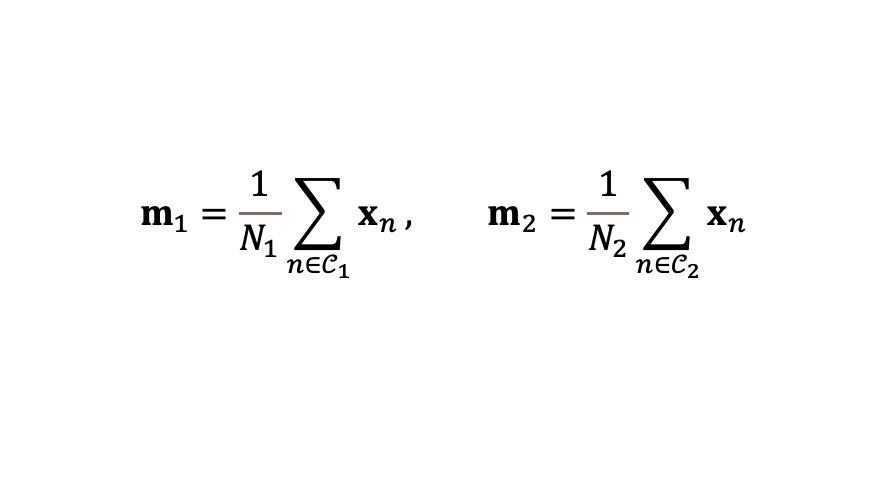 𝐦₁ = 1/N₁ ∑_{n∈𝒞₁} 𝐱ₙ , 𝐦₂ = 1/N₂ ∑_{n∈𝒞₂} 𝐱ₙ